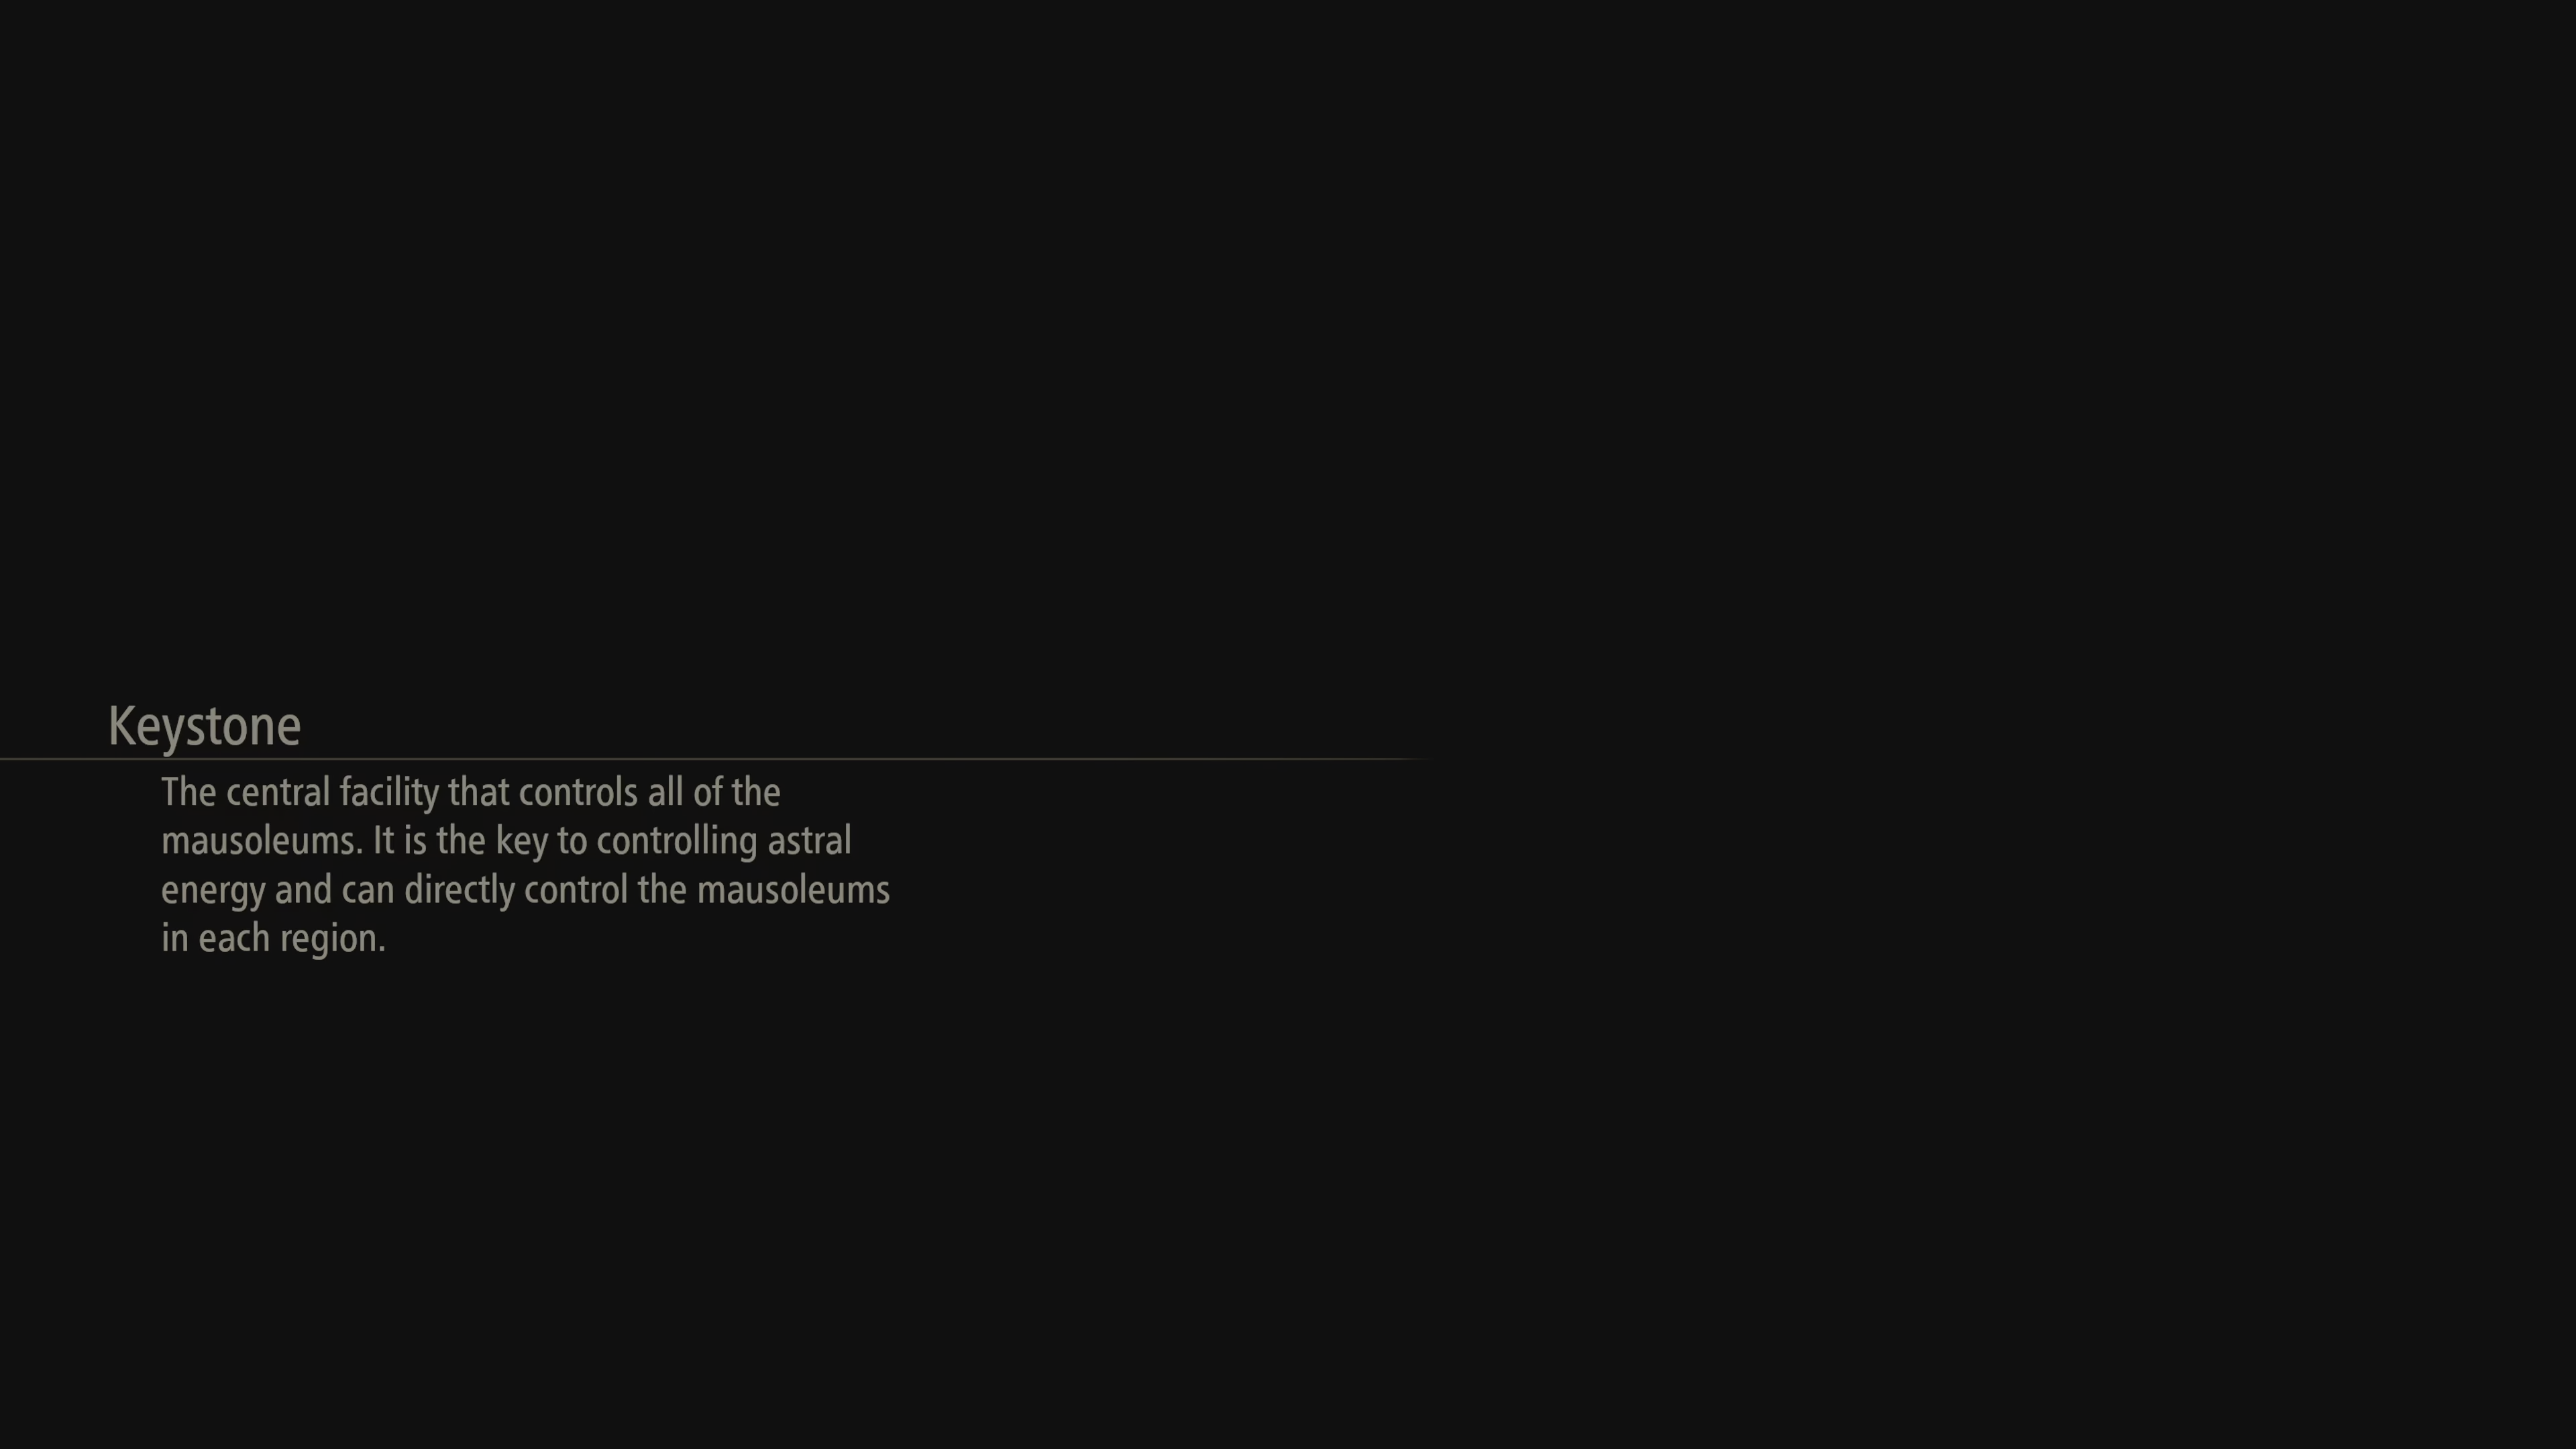 Keystone
The central facility that controls all of the
mausoleums. It is the key to controlling astral
energy and can directly control the mausoleums
in each region.